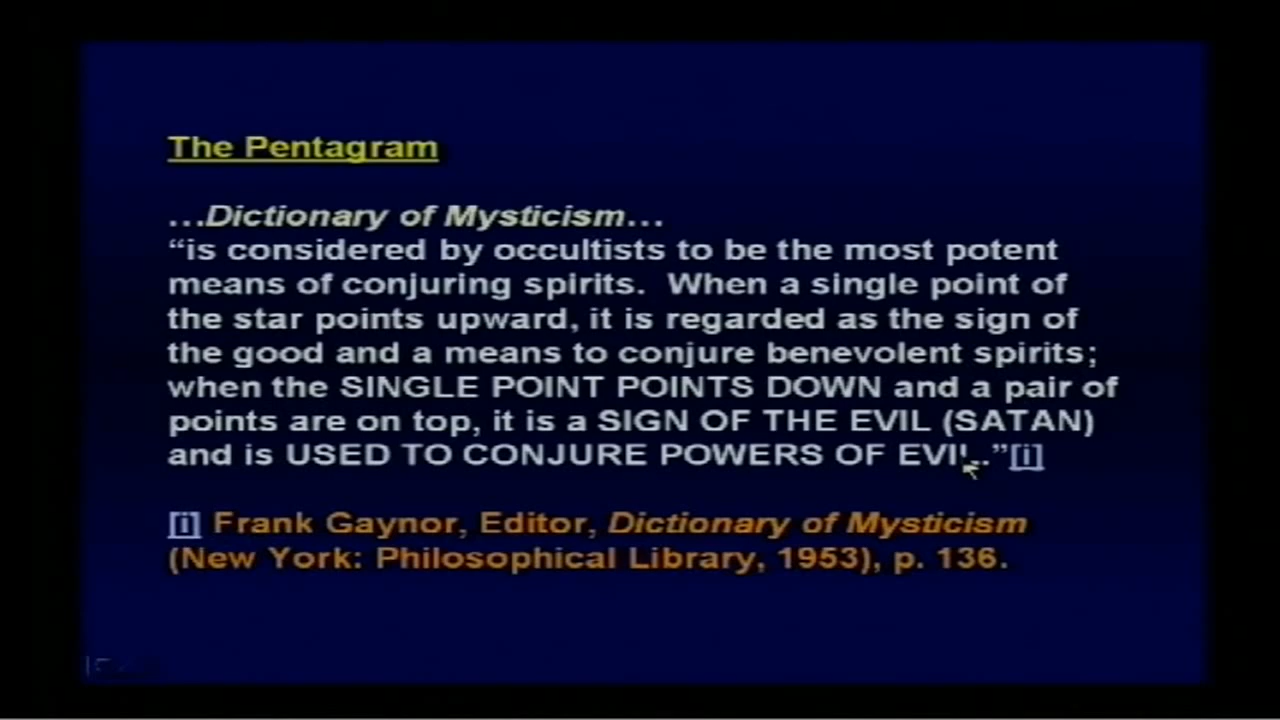 The Pentagram
…Dictionary of Mysticism…
“is considered by occultists to be the most potent
means of conjuring spirits.  When a single point of
the star points upward, it is regarded as the sign of
the good and a means to conjure benevolent spirits;
when the SINGLE POINT POINTS DOWN and a pair of
points are on top, it is a SIGN OF THE EVIL (SATAN)
and is USED TO CONJURE POWERS OF EVIL..”[i]
[i] Frank Gaynor, Editor, Dictionary of Mysticism
(New York: Philosophical Library, 1953), p. 136.